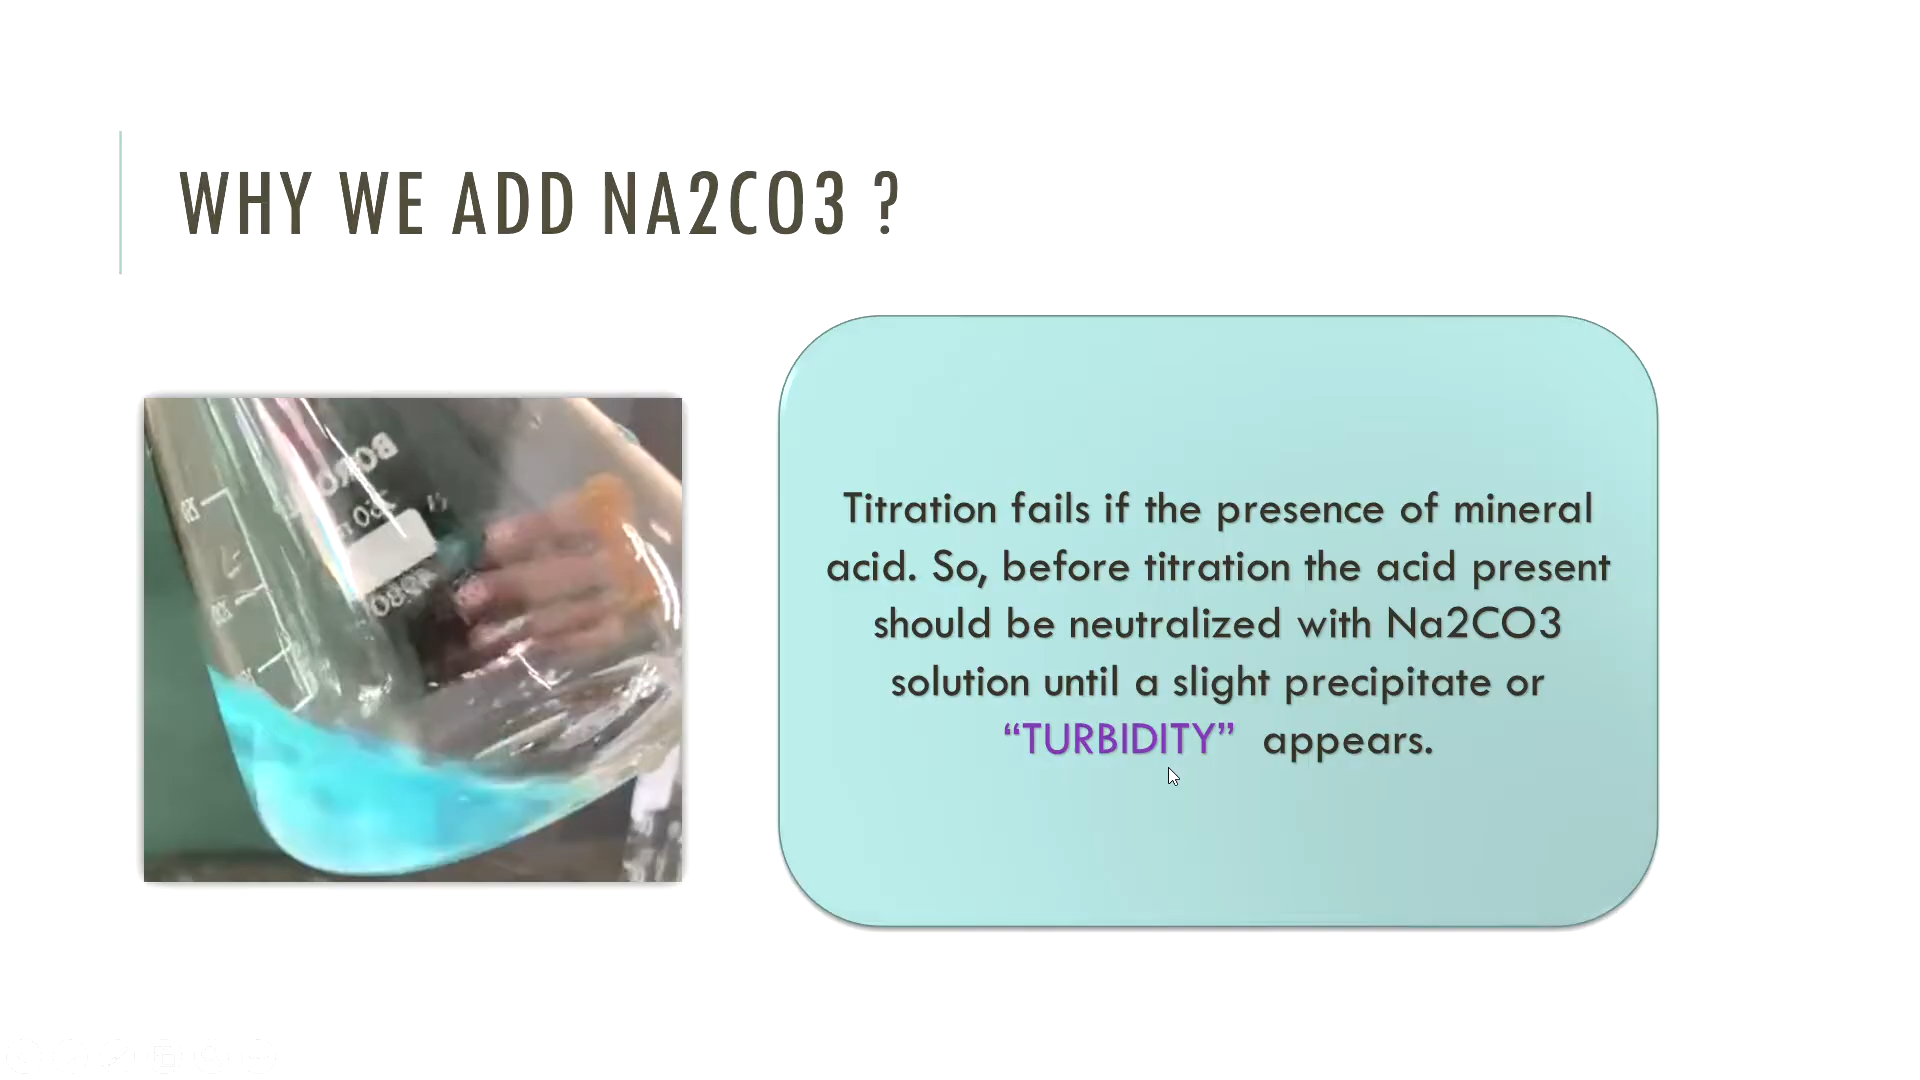 WHY WE ADD NA2CO3 ?
Titration fails if the presence of mineral
acid. So, before titration the acid present
should be neutralized with Na2CO3
solution until a slight precipitate or
“TURBIDITY” appears.